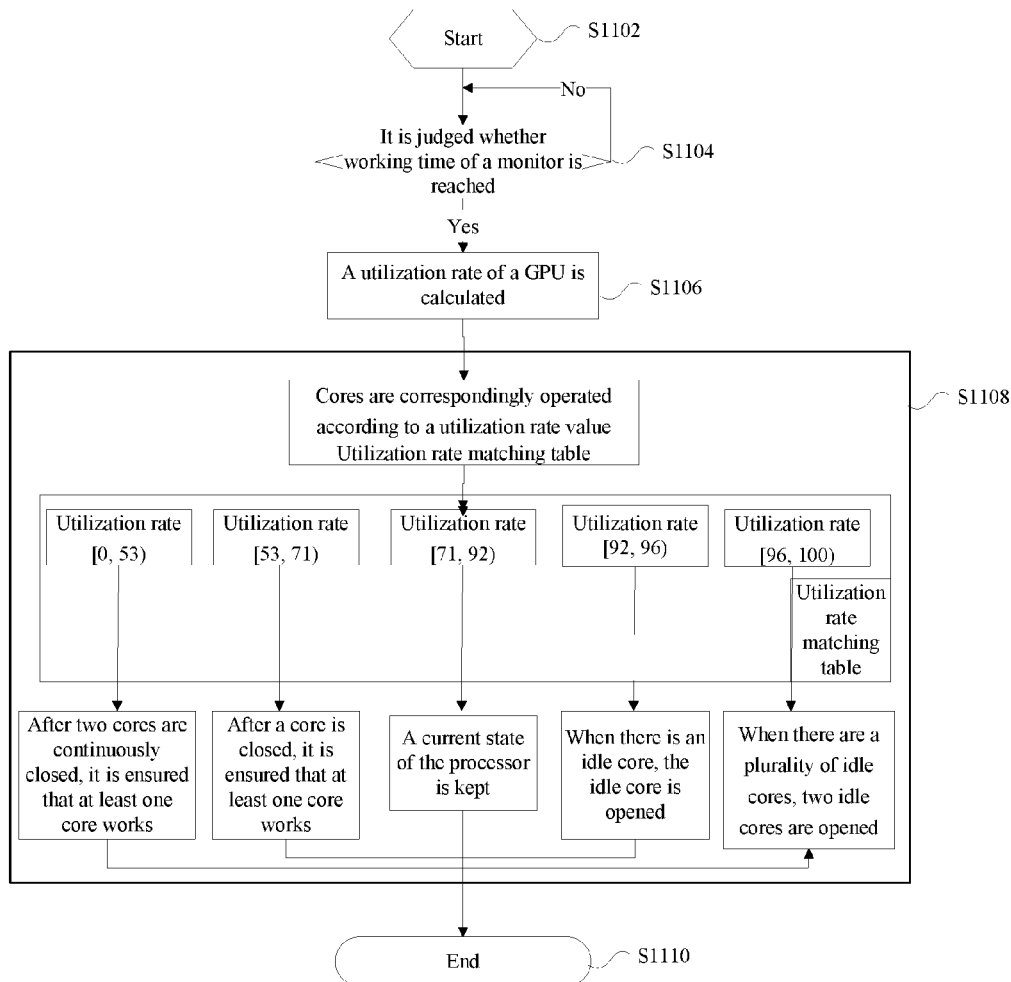 Start
S1102
No
It is judged whether
working time of a monitor is
reached
S1104
Yes
A utilization rate of a GPU is
calculated
S1106
Cores are correspondingly operated
according to a utilization rate value
Utilization rate matching table
S1108
Utilization rate
[0, 53)
Utilization rate
[53, 71)
Utilization rate
[71, 92)
Utilization rate
[92, 96)
Utilization rate
[96, 100)
Utilization
rate
matching
table
After two cores are
continuously
closed, it is ensured
that at least one
core works
After a core is
closed, it is
ensured that at
least one core
works
A current state
of the processor
is kept
When there is an
idle core, the
idle core is
opened
When there are a
plurality of idle
cores, two idle
cores are opened
End
S1110